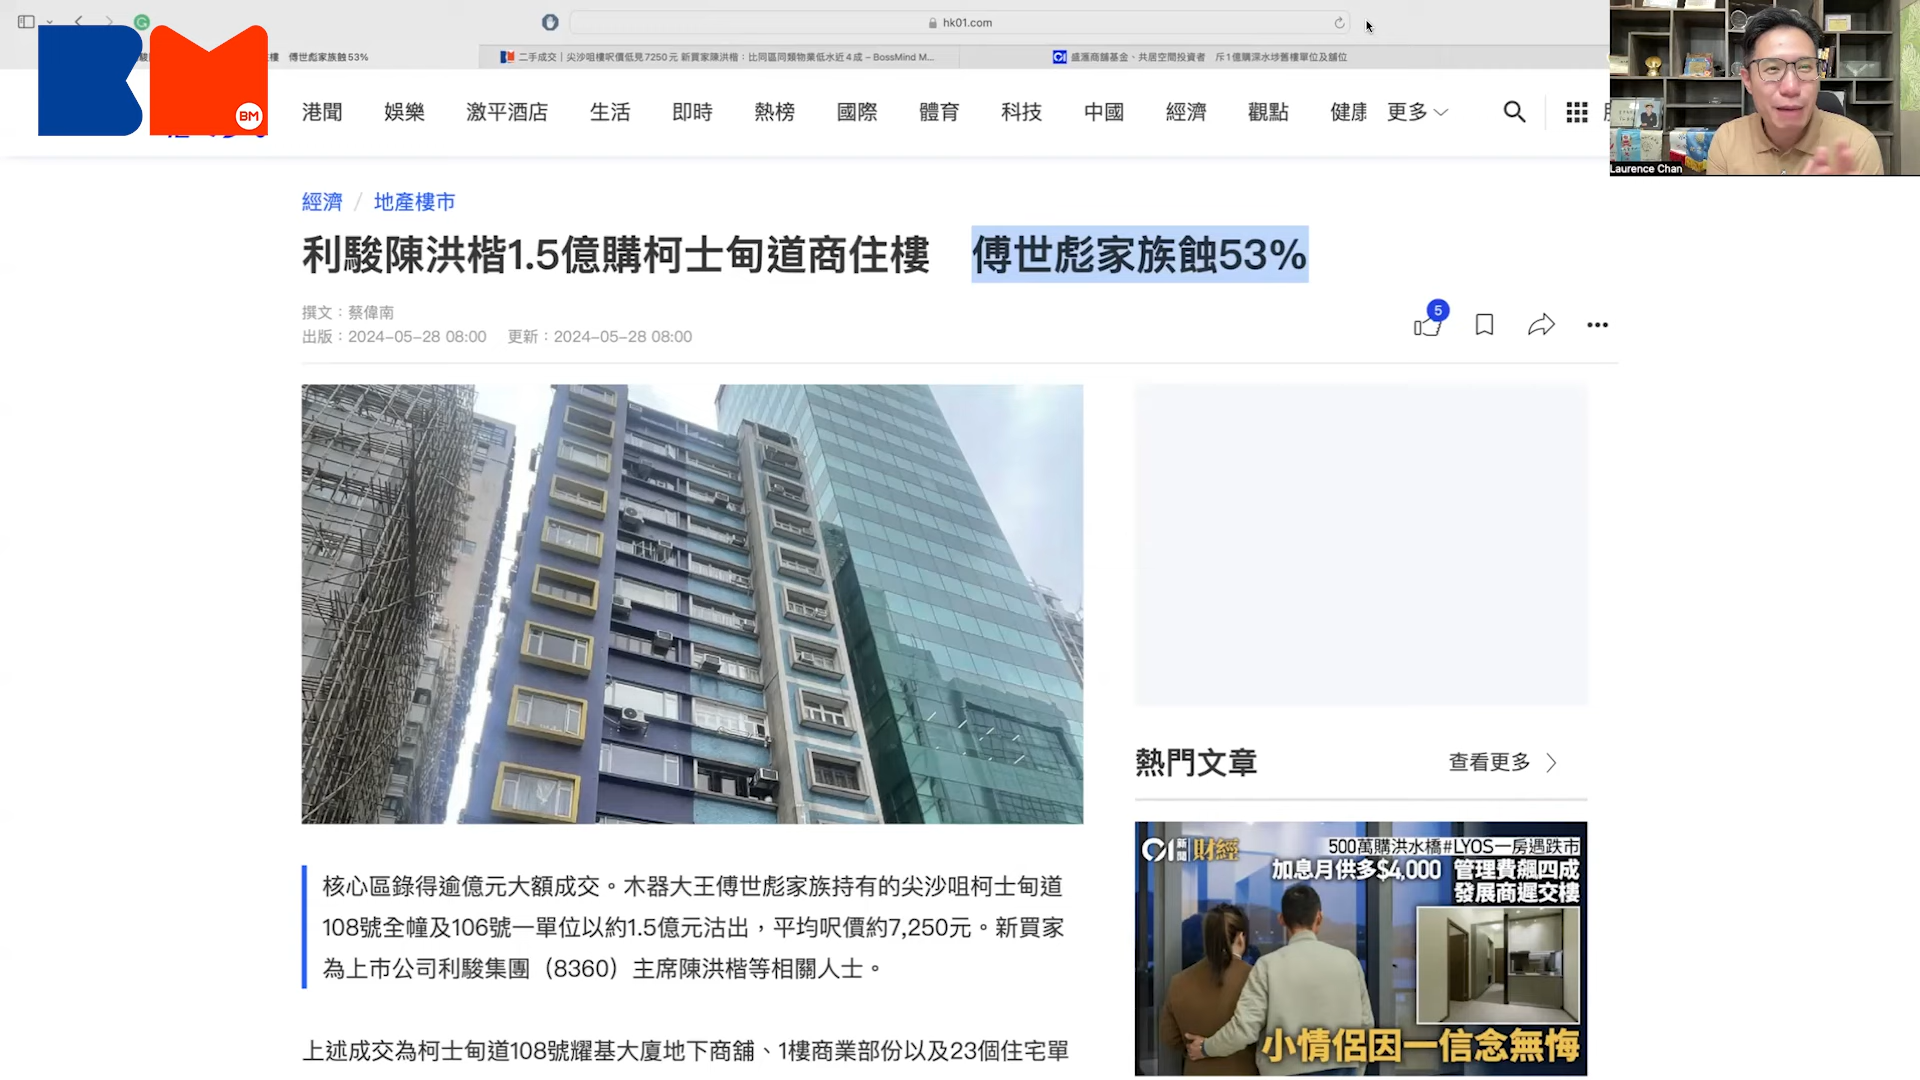 hk01.com
樓 傅世彪家族蝕53%
二手成交｜尖沙咀樓呎價低見7250元 新買家陳洪楷：比同區同類物業低水近4成 – BossMind M...
盛滙商舖基金、共居空間投資者 斥1億購深水埗舊樓單位及舖位
BM
港聞 娛樂 激平酒店 生活 即時 熱榜 國際 體育 科技 中國 經濟 觀點 健康 更多
Laurence Chan
經濟 / 地產樓市
利駿陳洪楷1.5億購柯士甸道商住樓 傅世彪家族蝕53%
撰文：蔡偉南
出版：2024-05-28 08:00 更新：2024-05-28 08:00
5
核心區錄得逾億元大額成交。木器大王傅世彪家族持有的尖沙咀柯士甸道
108號全幢及106號一單位以約1.5億元沽出，平均呎價約7,250元。新買家
為上市公司利駿集團（8360）主席陳洪楷等相關人士。
上述成交為柯士甸道108號耀基大廈地下商舖、1樓商業部份以及23個住宅單
熱門文章 查看更多
01 新聞 財經
500萬購洪水橋#LYOS一房遇跌市
加息月供多$4,000 管理費飆四成
發展商遲交樓
小情侶因一信念無悔